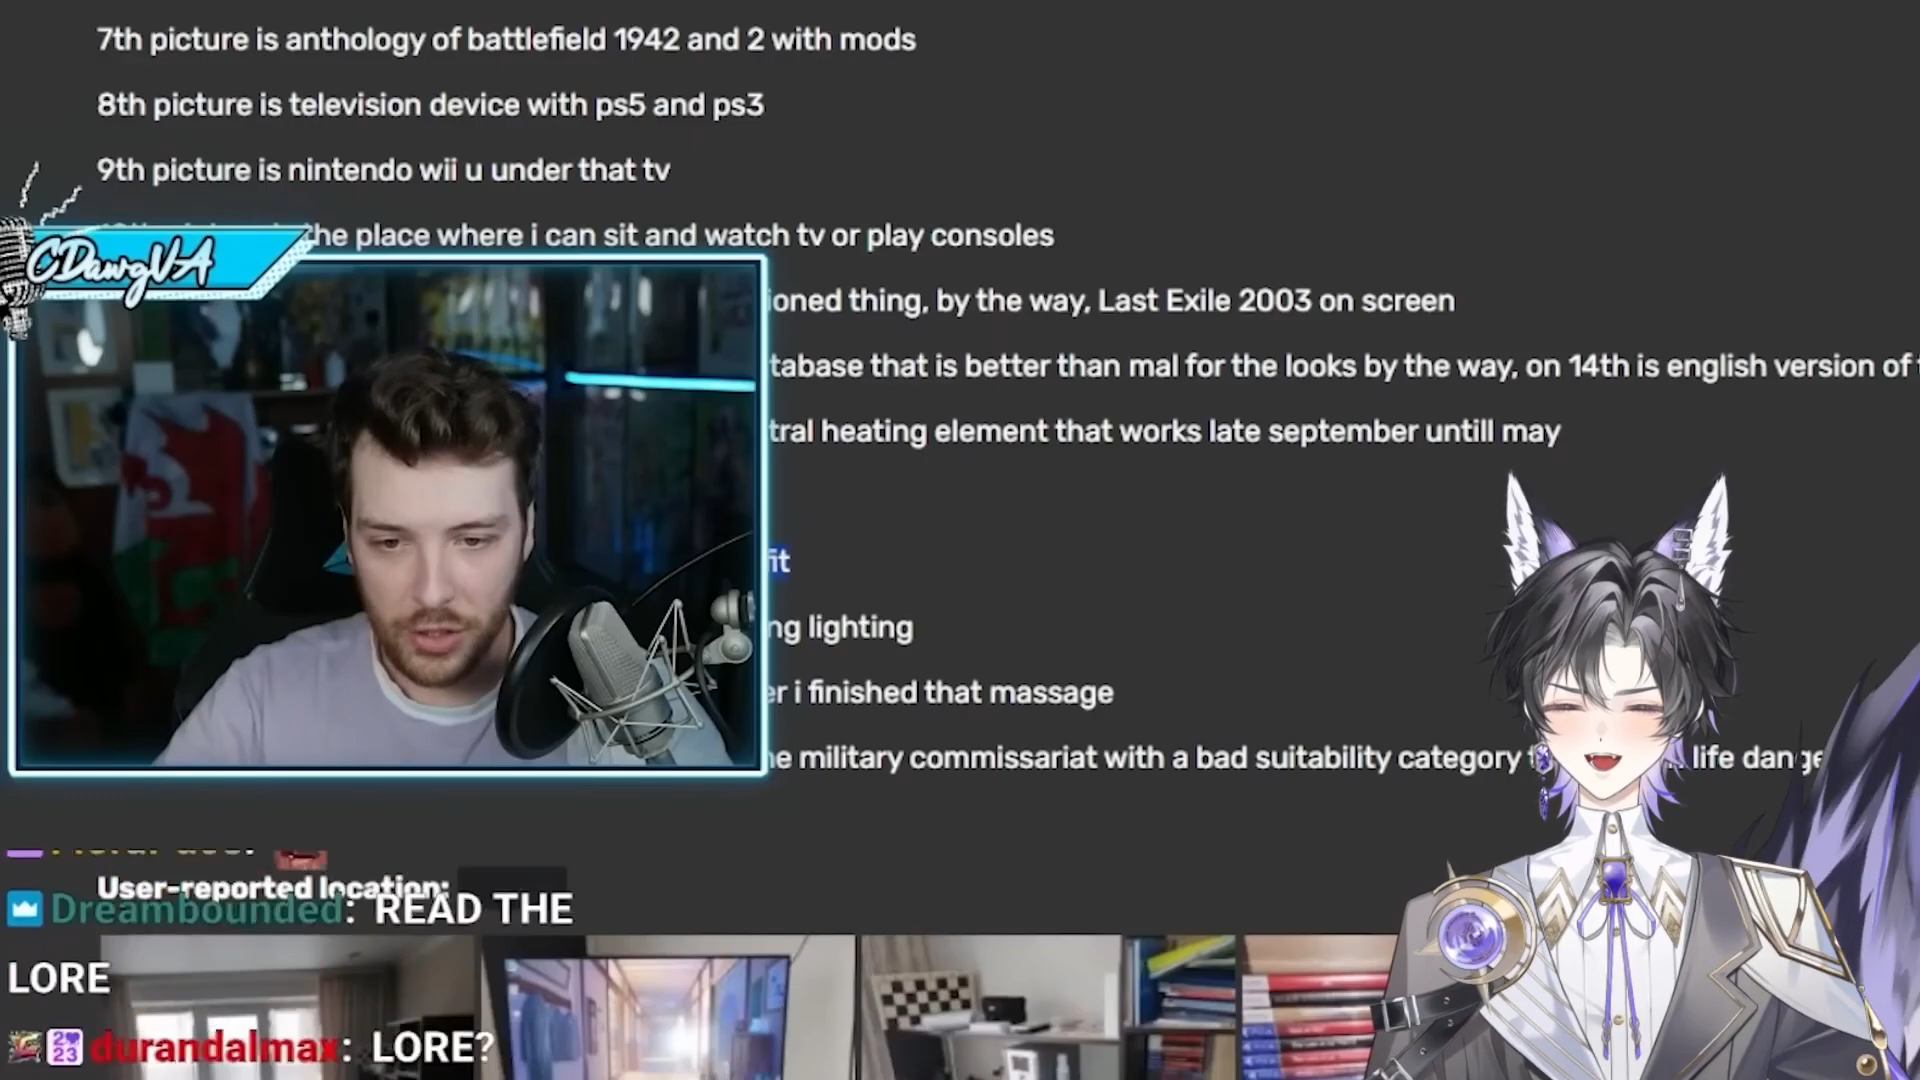 7th picture is anthology of battlefield 1942 and 2 with mods
8th picture is television device with ps5 and ps3
9th picture is nintendo wii u under that tv
the place where i can sit and watch tv or play consoles
CDawgVA
ioned thing, by the way, Last Exile 2003 on screen
tabase that is better than mal for the looks by the way, on 14th is english version of
tral heating element that works late september untill may
fit
ng lighting
er i finished that massage
he military commissariat with a bad suitability category life dange
User-reported location:
Dreambounded: READ THE
LORE
durandalmax: LORE?